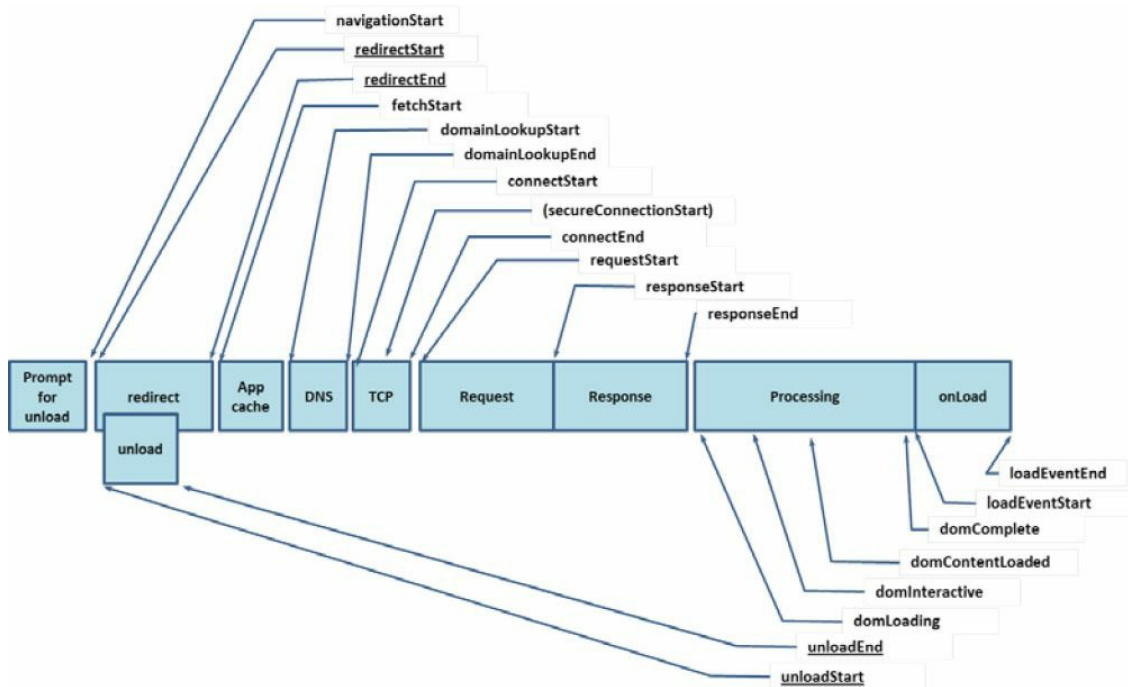 navigationStart
redirectStart
redirectEnd
fetchStart
domainLookupStart
domainLookupEnd
connectStart
(secureConnectionStart)
connectEnd
requestStart
responseStart
responseEnd
Prompt
for
unload
redirect
unload
App
cache
DNS
TCP
Request
Response
Processing
onLoad
loadEventEnd
loadEventStart
domComplete
domContentLoaded
domInteractive
domLoading
unloadEnd
unloadStart